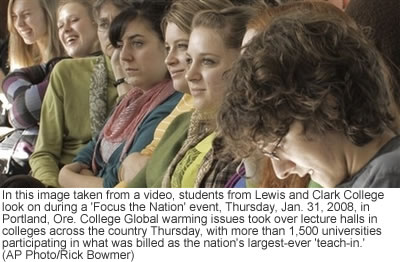 In this image taken from a video, students from Lewis and Clark College
look on during a 'Focus the Nation' event, Thursday, Jan. 31, 2008, in
Portland, Ore. College Global warming issues took over lecture halls in
colleges across the country Thursday, with more than 1,500 universities
participating in what was billed as the nation's largest-ever 'teach-in.'
(AP Photo/Rick Bowmer)